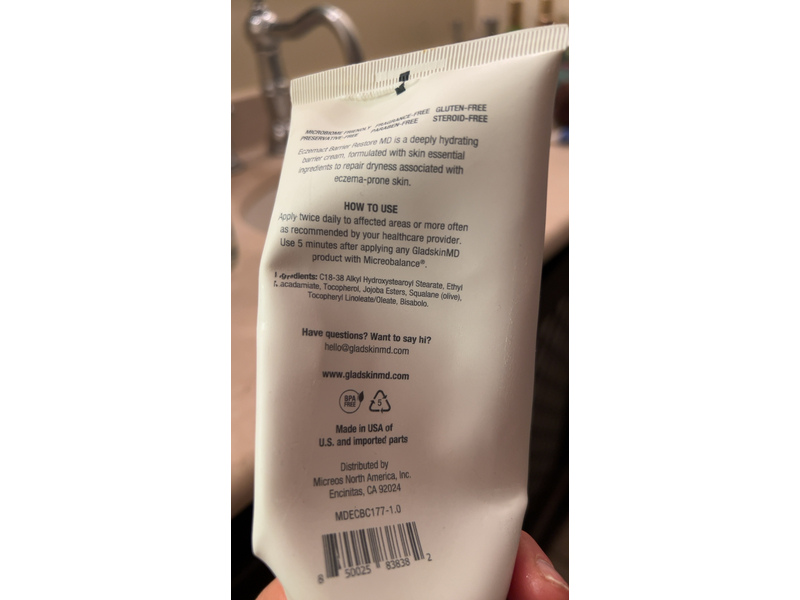 MICROBIOME FRIENDLY FRAGRANCE-FREE GLUTEN-FREE
PRESERVATIVE-FREE PARABEN-FREE STEROID-FREE
Eczemact Barrier Restore MD is a deeply hydrating
barrier cream, formulated with skin essential
ingredients to repair dryness associated with
eczema-prone skin.
HOW TO USE
Apply twice daily to affected areas or more often
as recommended by your healthcare provider.
Use 5 minutes after applying any GladskinMD
product with Microbalance®.
Ingredients: C18-38 Alkyl Hydroxystearoyl Stearate, Ethyl
Macadamiate, Tocopherol, Jojoba Esters, Squalane (olive),
Tocopheryl Linoleate/Oleate, Bisabolo.
Have questions? Want to say hi?
hello@gladskinmd.com
www.gladskinmd.com
BPA
FREE
5
Made in USA of
U.S. and imported parts
Distributed by
Micreos North America, Inc.
Encinitas, CA 92024
MDECBC177-1.0
8 50025 83838 2